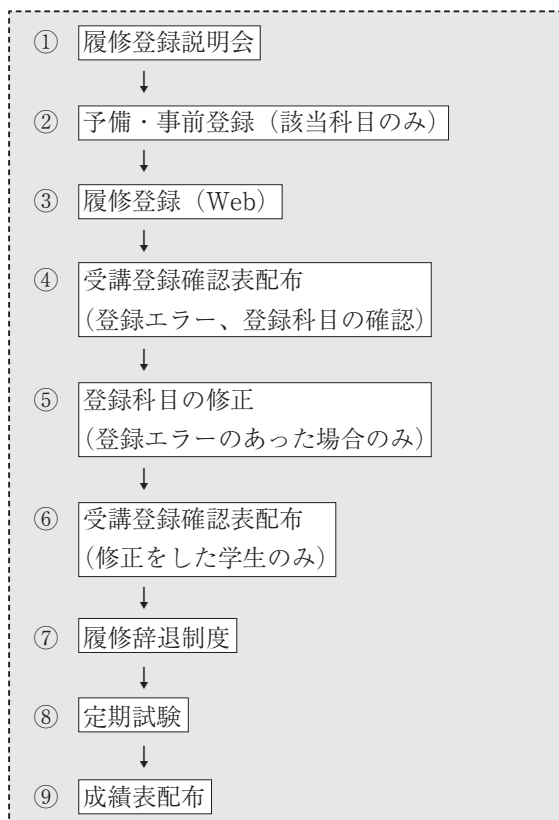 ① 履修登録説明会
↓
② 予備・事前登録(該当科目のみ)
↓
③ 履修登録(Web)
↓
④ 受講登録確認表配布
(登録エラー、登録科目の確認)
↓
⑤ 登録科目の修正
(登録エラーのあった場合のみ)
↓
⑥ 受講登録確認表配布
(修正をした学生のみ)
↓
⑦ 履修辞退制度
↓
⑧ 定期試験
↓
⑨ 成績表配布